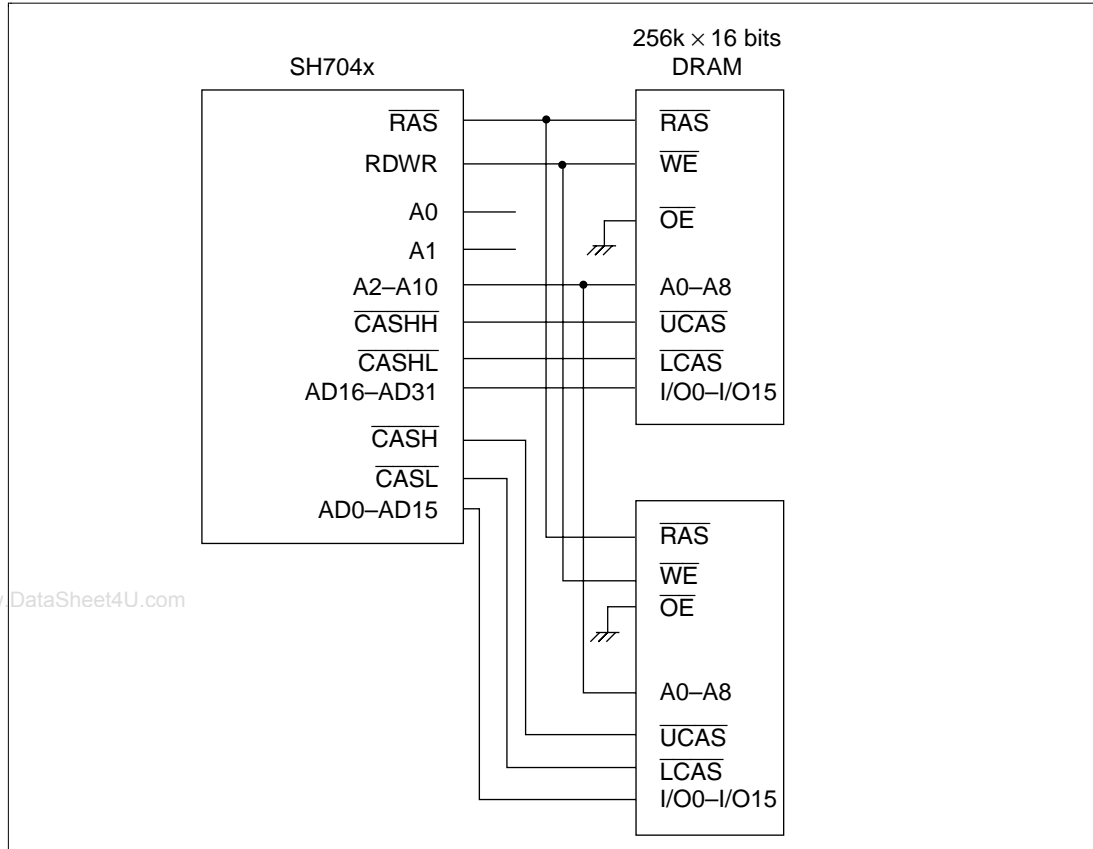 256k × 16 bits
DRAM
SH704x
RAS
RDWR
A0
A1
A2–A10
CASHH
CASHL
AD16–AD31
CASH
CASL
AD0–AD15
RAS
WE
OE
A0–A8
UCAS
LCAS
I/O0–I/O15
RAS
WE
OE
A0–A8
UCAS
LCAS
I/O0–I/O15
.DataSheet4U.com